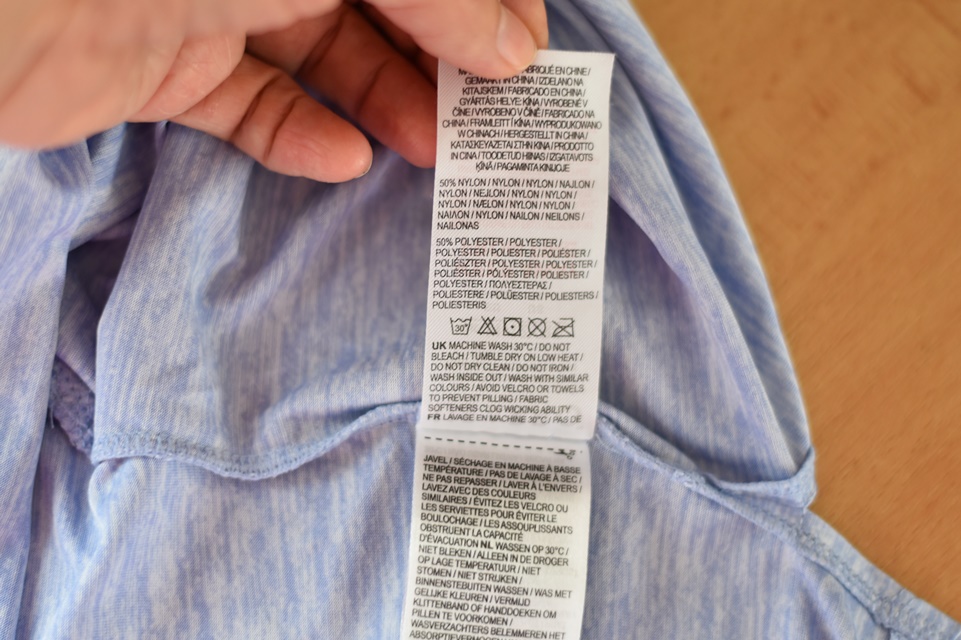 FABRIQUÉ EN CHINE /
GEMAAKT IN CHINA / IZDELANO NA
KITAJSKEM / FABRICADO EN CHINA /
GYÁRTÁS HELYE: KÍNA / VYROBENÉ V
ČÍNE / VYROBENO V ČÍNĚ / FABRICADO NA
CHINA / FRAMLEITT Í KÍNA / WYPRODUKOWANO
W CHINACH / HERGESTELLT IN CHINA /
ΚΑΤΑΣΚΕΥΑΖΕΤΑΙ ΣΤΗΝ ΚΙΝΑ / PRODOTTO
IN CINA / TOODETUD HIINAS / IZGATAVOTS
ĶĪNĀ / PAGAMINTA KINIJOJE
50% NYLON / NYLON / NYLON / NAJLON /
NYLON / NEJLON / NYLON / NYLON /
NYLON / NÆLON / NYLON / NYLON /
ΝΑΙΛΟΝ / NYLON / NAILON / NEILONS /
NAILONAS
50% POLYESTER / POLYESTER /
POLYESTER / POLIESTER / POLIÉSTER /
POLIÉSZTER / POLYESTER / POLYESTER /
POLIÉSTER / PÓLÝESTER / POLIESTER /
POLYESTER / ΠΟΛΥΕΣΤΕΡΑΣ /
POLIESTERE / POLÜESTER / POLIESTERS /
POLIESTERIS
30°
UK MACHINE WASH 30°C / DO NOT
BLEACH / TUMBLE DRY ON LOW HEAT /
DO NOT DRY CLEAN / DO NOT IRON /
WASH INSIDE OUT / WASH WITH SIMILAR
COLOURS / AVOID VELCRO OR TOWELS
TO PREVENT PILLING / FABRIC
SOFTENERS CLOG WICKING ABILITY
FR LAVAGE EN MACHINE 30°C / PAS DE
JAVEL / SÉCHAGE EN MACHINE À BASSE
TEMPÉRATURE / PAS DE LAVAGE À SEC /
NE PAS REPASSER / LAVER À L'ENVERS /
LAVEZ AVEC DES COULEURS
SIMILAIRES / ÉVITEZ LES VELCRO OU
LES SERVIETTES POUR ÉVITER LE
BOULOCHAGE / LES ASSOUPLISSANTS
OBSTRUENT LA CAPACITÉ
D'ÉVACUATION NL WASSEN OP 30°C /
NIET BLEKEN / ALLEEN IN DE DROGER
OP LAGE TEMPERATUUR / NIET
STOMEN / NIET STRIJKEN /
BINNENSTEBUITEN WASSEN / WAS MET
GELIJKE KLEUREN / VERMIJD
KLITTENBAND OF HANDDOEKEN OM
PILLEN TE VOORKOMEN /
WASVERZACHTERS BELEMMEREN HET